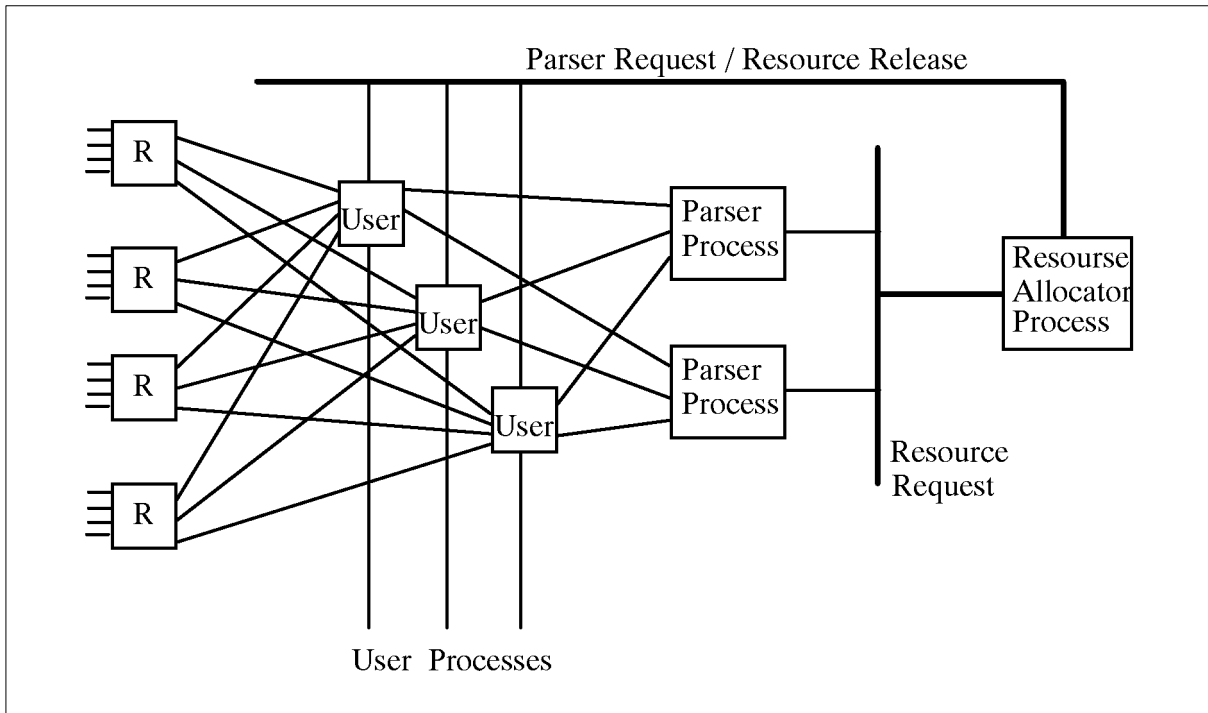 Parser Request / Resource Release
R
User
Parser
Process
R
Resourse
Allocator
Process
User
R
Parser
Process
User
Resource
Request
R
User Processes